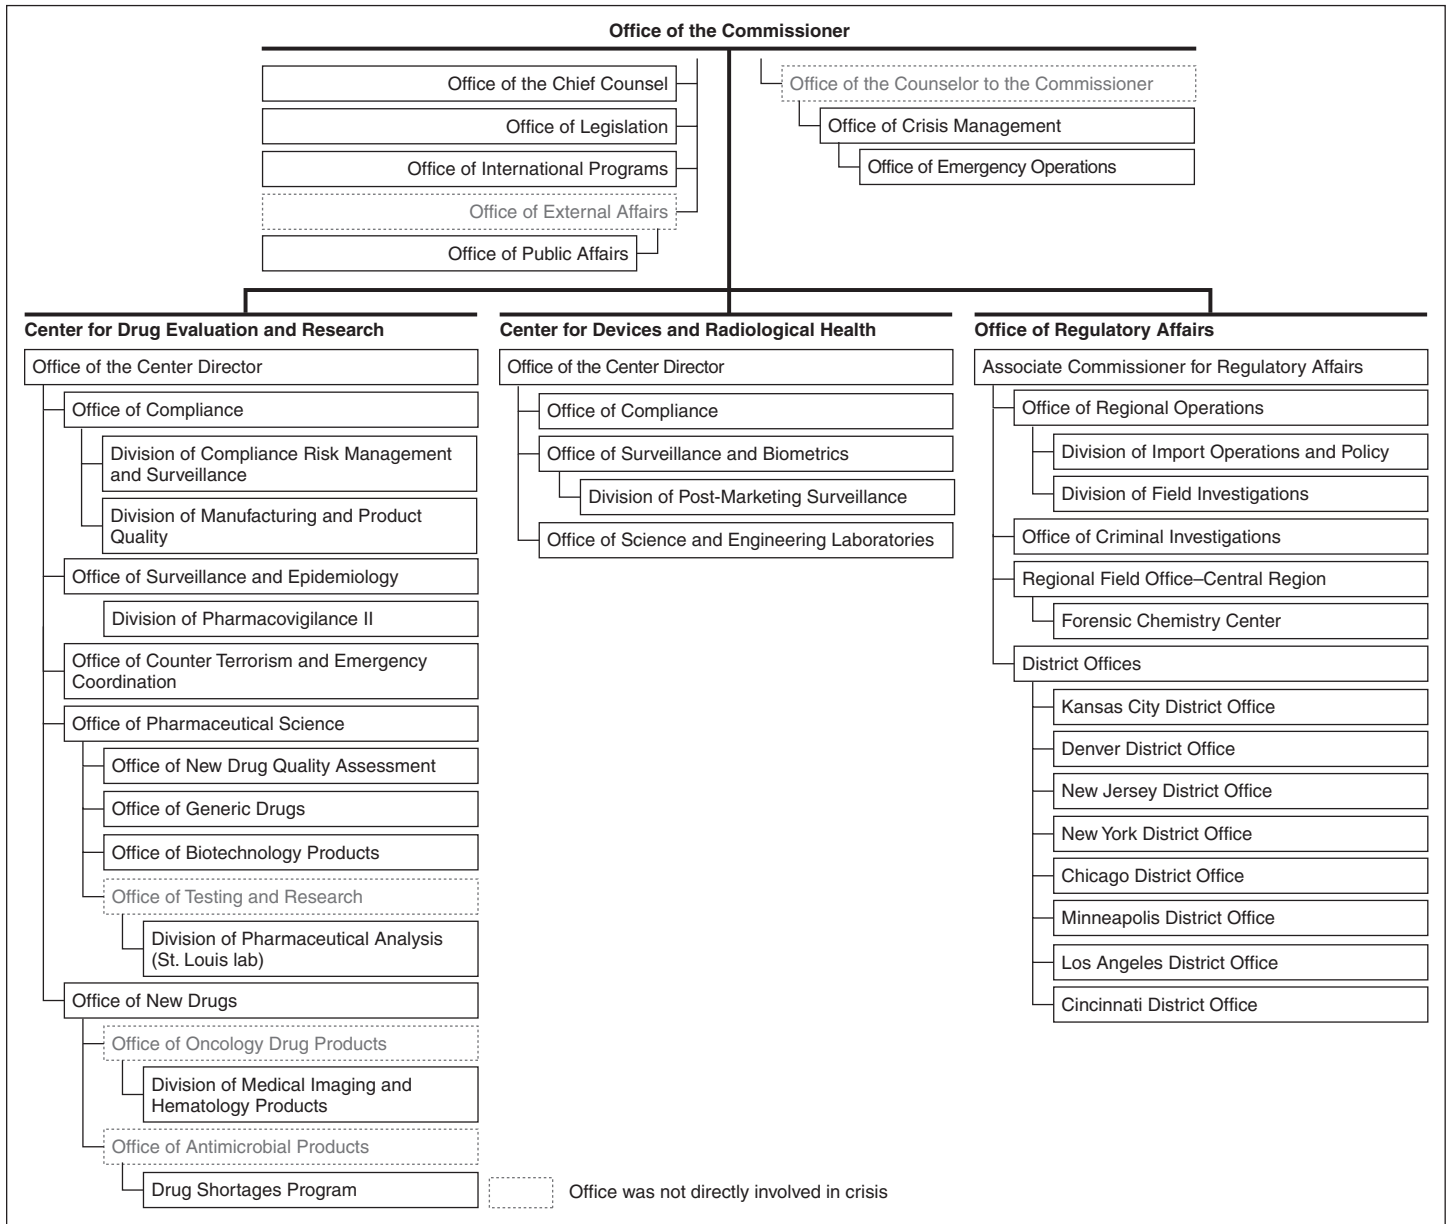 Office of the Commissioner
Office of the Chief Counsel
Office of Legislation
Office of International Programs
Office of External Affairs
Office of Public Affairs
Office of the Counselor to the Commissioner
Office of Crisis Management
Office of Emergency Operations
Center for Drug Evaluation and Research
Office of the Center Director
Office of Compliance
Division of Compliance Risk Management
and Surveillance
Division of Manufacturing and Product
Quality
Office of Surveillance and Epidemiology
Division of Pharmacovigilance II
Office of Counter Terrorism and Emergency
Coordination
Office of Pharmaceutical Science
Office of New Drug Quality Assessment
Office of Generic Drugs
Office of Biotechnology Products
Office of Testing and Research
Division of Pharmaceutical Analysis
(St. Louis lab)
Office of New Drugs
Office of Oncology Drug Products
Division of Medical Imaging and
Hematology Products
Office of Antimicrobial Products
Drug Shortages Program
Center for Devices and Radiological Health
Office of the Center Director
Office of Compliance
Office of Surveillance and Biometrics
Division of Post-Marketing Surveillance
Office of Science and Engineering Laboratories
Office of Regulatory Affairs
Associate Commissioner for Regulatory Affairs
Office of Regional Operations
Division of Import Operations and Policy
Division of Field Investigations
Office of Criminal Investigations
Regional Field Office–Central Region
Forensic Chemistry Center
District Offices
Kansas City District Office
Denver District Office
New Jersey District Office
New York District Office
Chicago District Office
Minneapolis District Office
Los Angeles District Office
Cincinnati District Office
Office was not directly involved in crisis